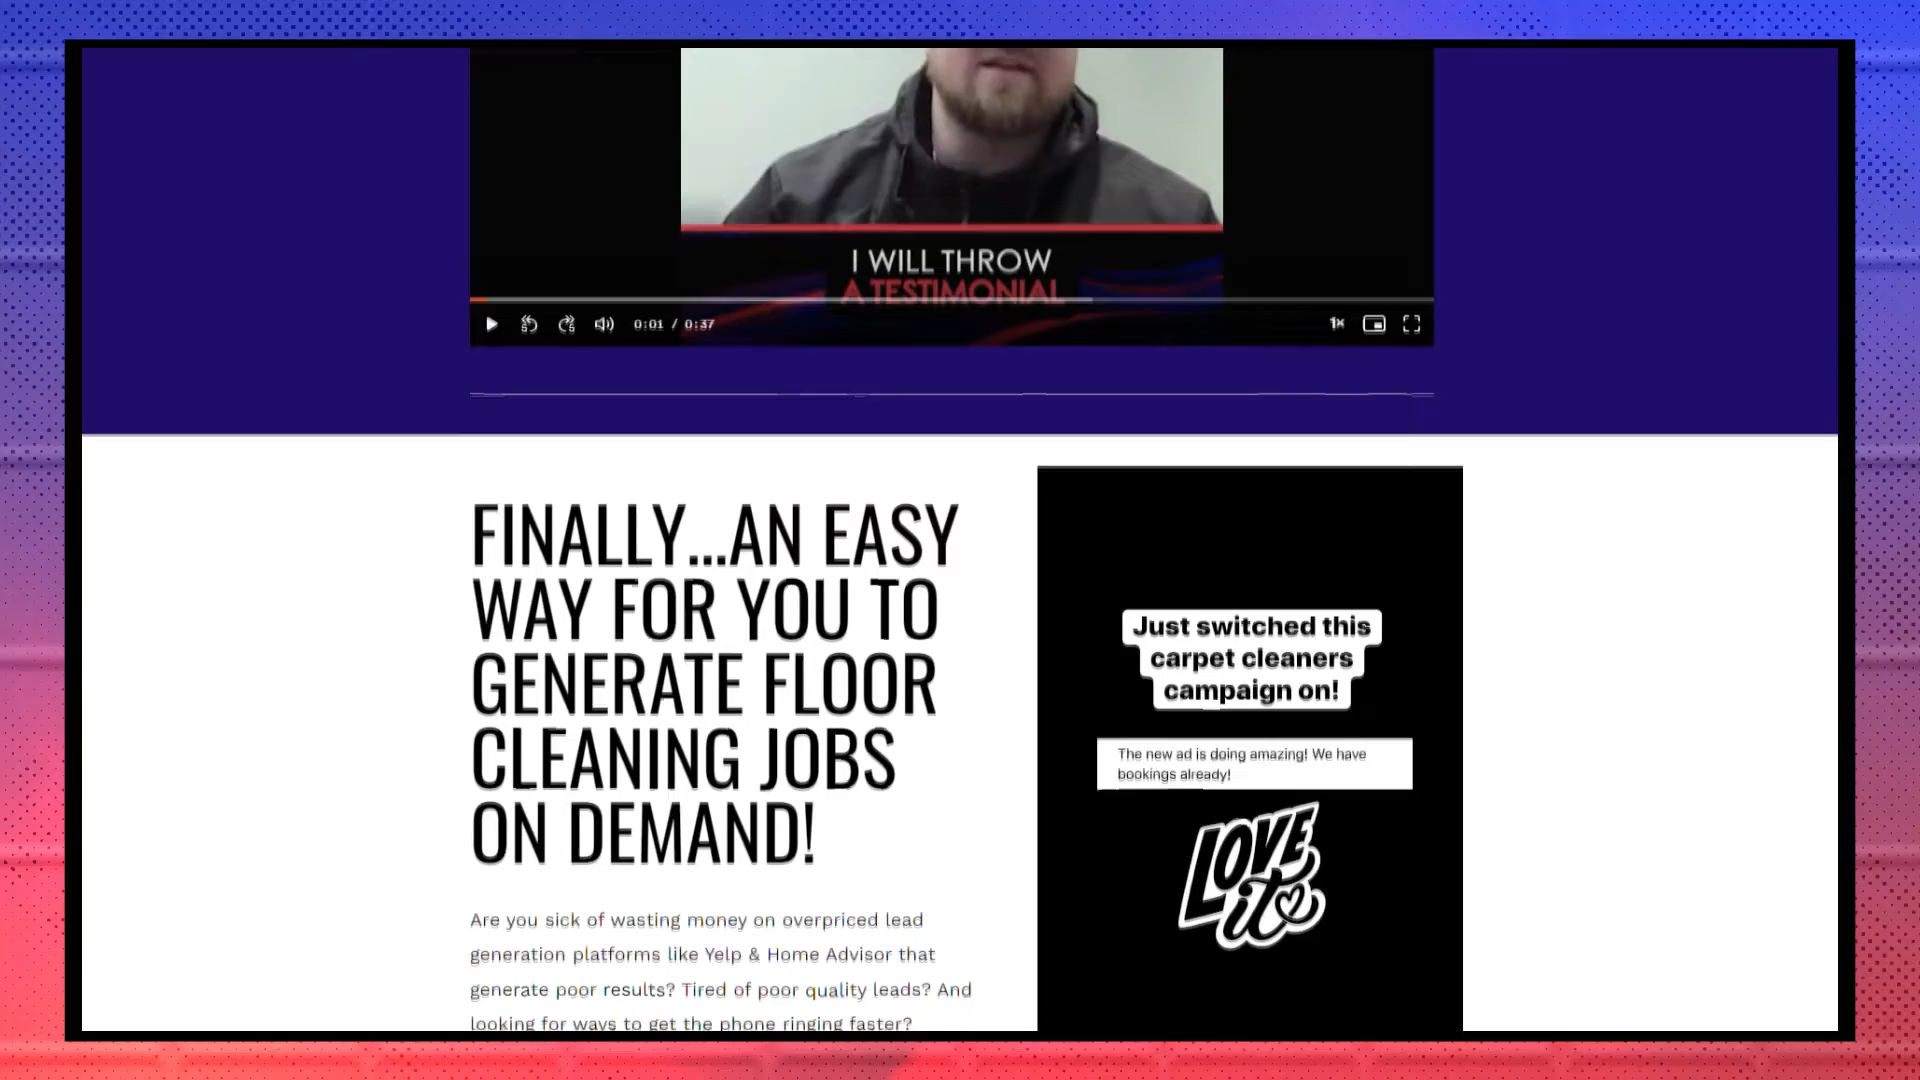 I WILL THROW
A TESTIMONIAL
0:01 / 0:37
1x
FINALLY...AN EASY
WAY FOR YOU TO
GENERATE FLOOR
CLEANING JOBS
ON DEMAND!
Are you sick of wasting money on overpriced lead
generation platforms like Yelp & Home Advisor that
generate poor results? Tired of poor quality leads? And
looking for ways to get the phone ringing faster?
Just switched this
carpet cleaners
campaign on!
The new ad is doing amazing! We have
bookings already!
LOVE
it